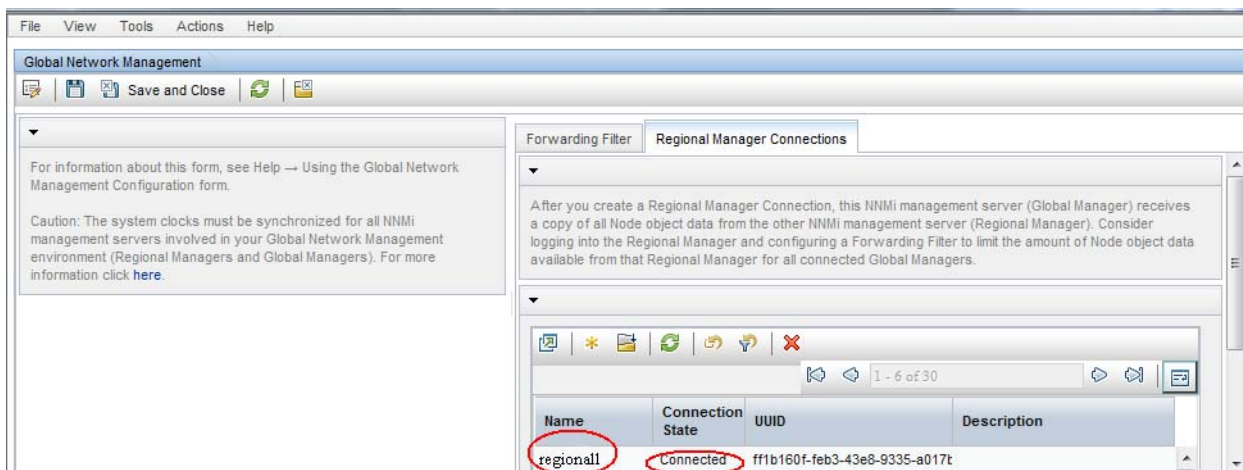 File View Tools Actions Help
Global Network Management
Save and Close
For information about this form, see Help → Using the Global Network
Management Configuration form.
Caution: The system clocks must be synchronized for all NNMi
management servers involved in your Global Network Management
environment (Regional Managers and Global Managers). For more
information click here.
Forwarding Filter Regional Manager Connections
After you create a Regional Manager Connection, this NNMi management server (Global Manager) receives
a copy of all Node object data from the other NNMi management server (Regional Manager). Consider
logging into the Regional Manager and configuring a Forwarding Filter to limit the amount of Node object data
available from that Regional Manager for all connected Global Managers.
1 - 6 of 30
Name Connection State UUID Description
regional1 Connected ff1b160f-feb3-43e8-9335-a017b